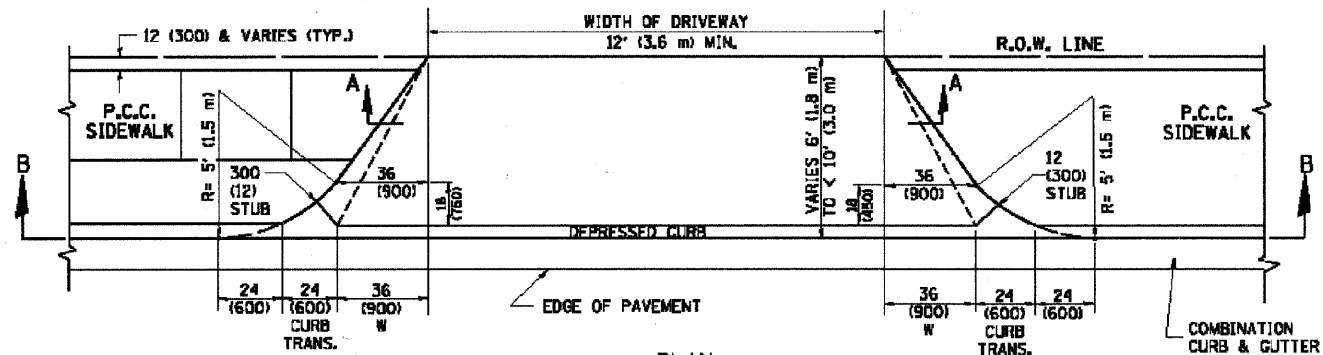 WIDTH OF DRIVEWAY
12' (3.6 m) MIN.
12 (300) & VARIES (TYP.)
R.O.W. LINE
A
A
P.C.C.
SIDEWALK
P.C.C.
SIDEWALK
R= 5' (1.5 m)
VARIES 6' (1.8 m)
TO < 10' (3.0 m)
R= 5' (1.5 m)
B
B
300
(12)
STUB
36
(900)
18
(760)
18
(450)
36
(900)
12
(300)
STUB
DEPRESSED CURB
24
(600)
24
(600)
CURB
TRANS.
36
(900)
W
EDGE OF PAVEMENT
36
(900)
W
24
(600)
CURB
TRANS.
24
(600)
COMBINATION
CURB & GUTTER
PLAN